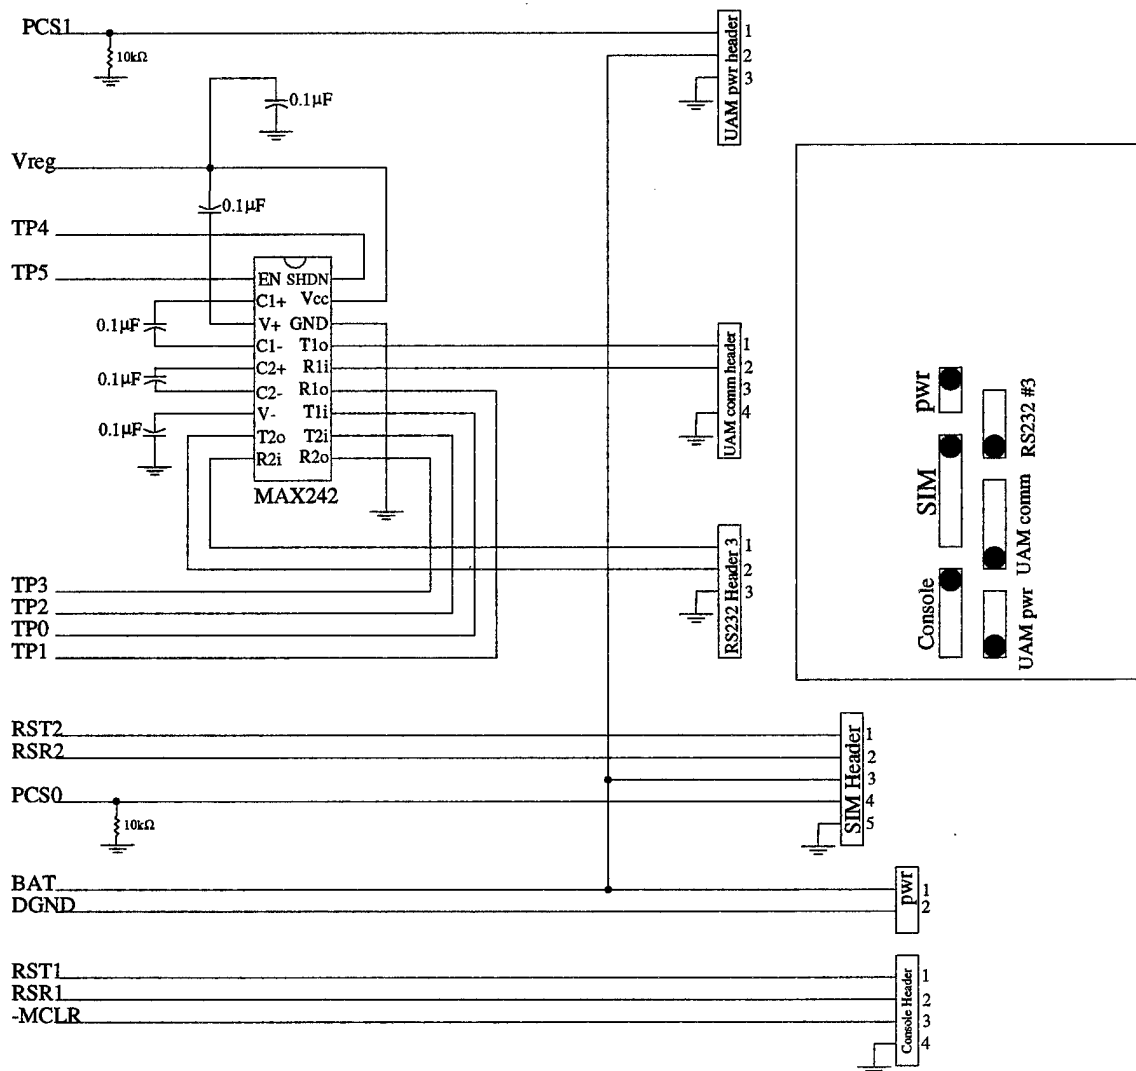 PCS1
10kΩ
0.1µF
UAM pwr header
1
2
3
Vreg
0.1µF
TP4
TP5
EN SHDN
C1+ Vcc
V+ GND
C1- T1o
C2+ R1i
C2- R1o
V- T1i
T2o T2i
R2i R2o
MAX242
0.1µF
0.1µF
0.1µF
UAM comm header
1
2
3
4
RS232 Header 3
1
2
3
TP3
TP2
TP0
TP1
pwr
SIM
Console
RS232 #3
UAM comm
UAM pwr
RST2
RSR2
PCS0
10kΩ
SIM Header
1
2
3
4
5
BAT
DGND
pwr
1
2
RST1
RSR1
-MCLR
Console Header
1
2
3
4